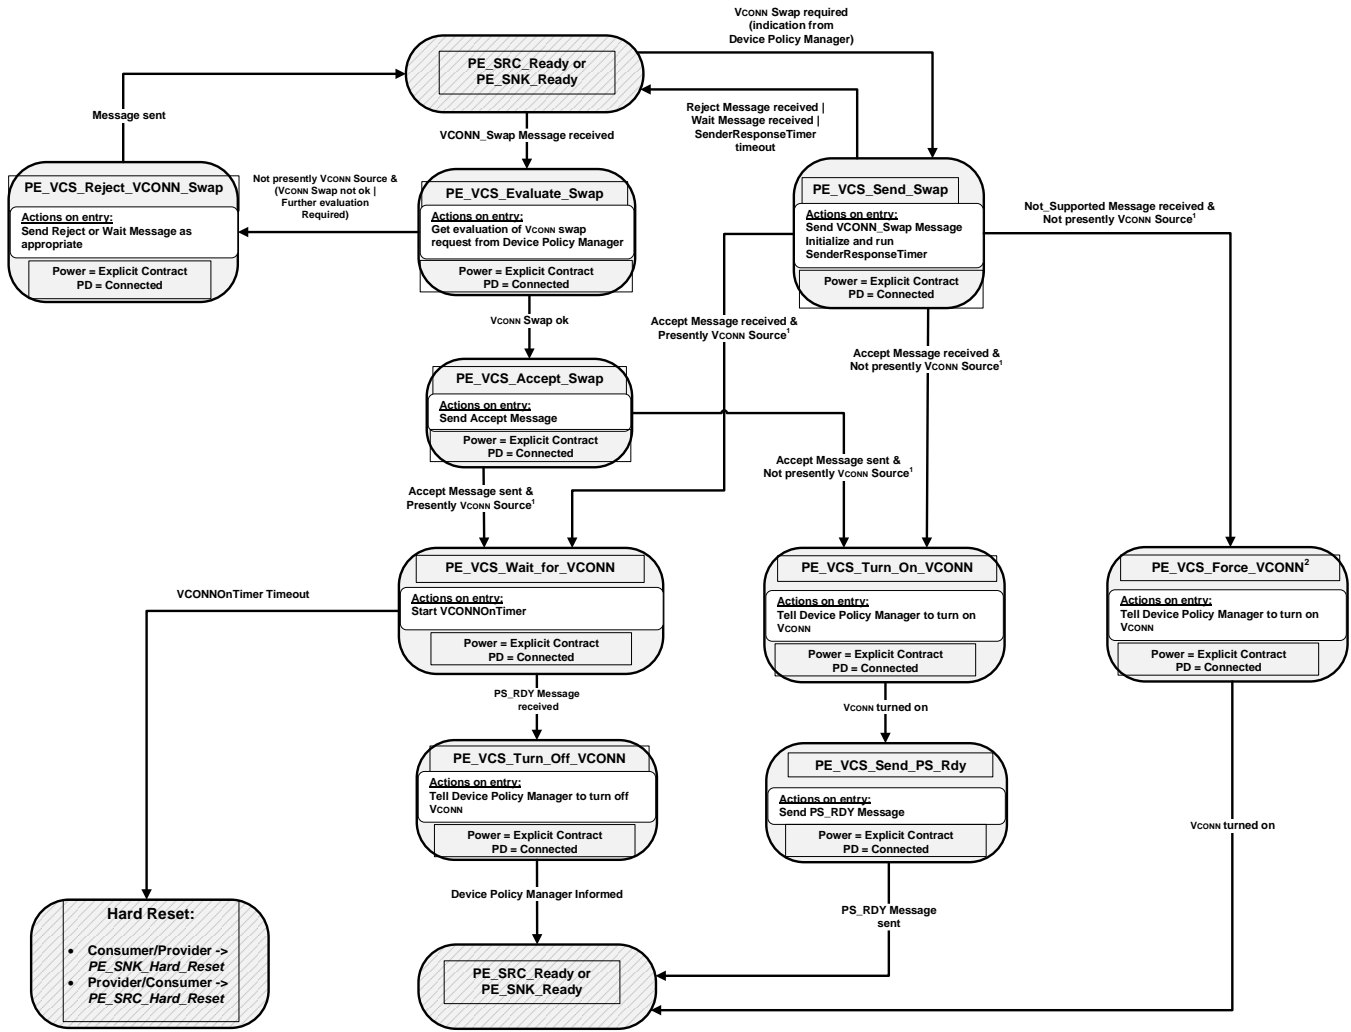 VCONN Swap required
(indication from
Device Policy Manager)
PE_SRC_Ready or
PE_SNK_Ready
Message sent
Reject Message received |
Wait Message received |
SenderResponseTimer
timeout
VCONN_Swap Message received
PE_VCS_Reject_VCONN_Swap
Actions on entry:
Send Reject or Wait Message as
appropriate
Power = Explicit Contract
PD = Connected
Not presently VCONN Source &
(VCONN Swap not ok |
Further evaluation
Required)
PE_VCS_Evaluate_Swap
Actions on entry:
Get evaluation of VCONN swap
request from Device Policy Manager
Power = Explicit Contract
PD = Connected
PE_VCS_Send_Swap
Actions on entry:
Send VCONN_Swap Message
Initialize and run
SenderResponseTimer
Power = Explicit Contract
PD = Connected
Not_Supported Message received &
Not presently VCONN Source¹
VCONN Swap ok
Accept Message received &
Presently VCONN Source¹
Accept Message received &
Not presently VCONN Source¹
PE_VCS_Accept_Swap
Actions on entry:
Send Accept Message
Power = Explicit Contract
PD = Connected
Accept Message sent &
Not presently VCONN Source¹
Accept Message sent &
Presently VCONN Source¹
PE_VCS_Wait_for_VCONN
Actions on entry:
Start VCONNOnTimer
Power = Explicit Contract
PD = Connected
PE_VCS_Turn_On_VCONN
Actions on entry:
Tell Device Policy Manager to turn on
VCONN
Power = Explicit Contract
PD = Connected
PE_VCS_Force_VCONN²
Actions on entry:
Tell Device Policy Manager to turn on
VCONN
Power = Explicit Contract
PD = Connected
VCONNOnTimer Timeout
PS_RDY Message
received
VCONN turned on
PE_VCS_Turn_Off_VCONN
Actions on entry:
Tell Device Policy Manager to turn off
VCONN
Power = Explicit Contract
PD = Connected
PE_VCS_Send_PS_Rdy
Actions on entry:
Send PS_RDY Message
Power = Explicit Contract
PD = Connected
VCONN turned on
Device Policy Manager Informed
PS_RDY Message
sent
Hard Reset:
• Consumer/Provider ->
PE_SNK_Hard_Reset
• Provider/Consumer ->
PE_SRC_Hard_Reset
PE_SRC_Ready or
PE_SNK_Ready